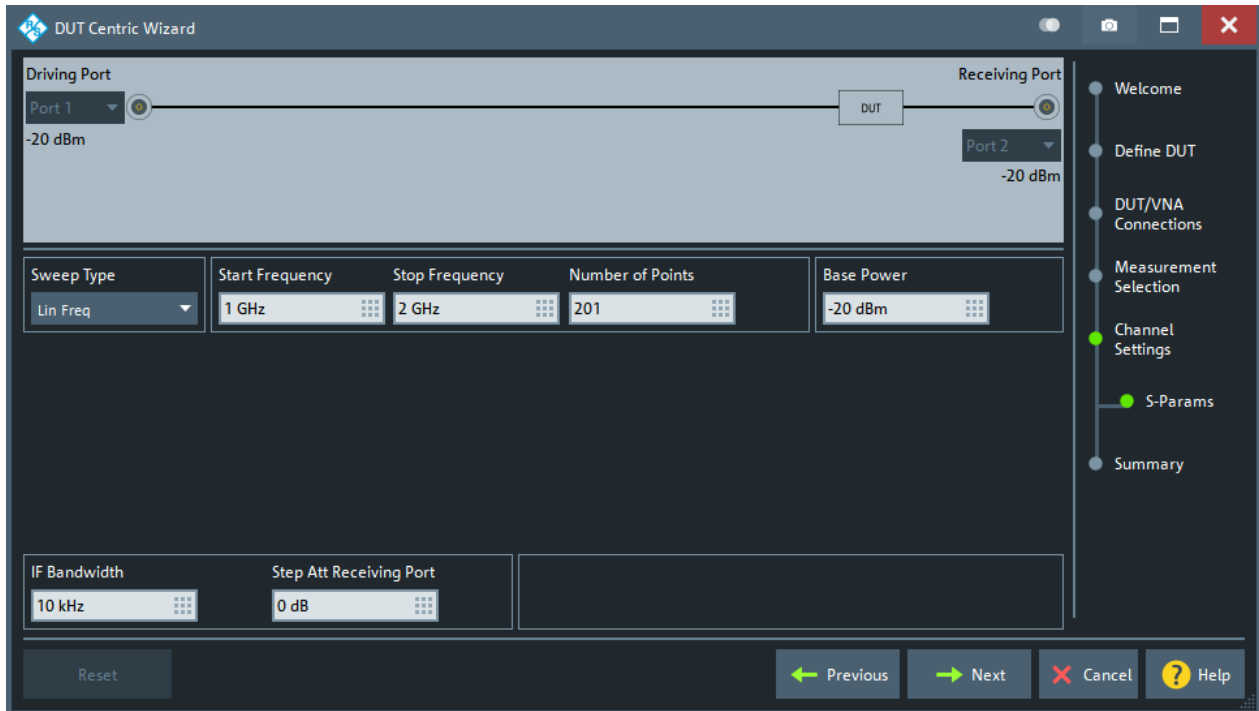 DUT Centric Wizard
Driving Port
Receiving Port
Port 1
DUT
-20 dBm
Port 2
-20 dBm
Sweep Type
Start Frequency
Stop Frequency
Number of Points
Base Power
Lin Freq
1 GHz
2 GHz
201
-20 dBm
IF Bandwidth
Step Att Receiving Port
10 kHz
0 dB
Welcome
Define DUT
DUT/VNA
Connections
Measurement
Selection
Channel
Settings
S-Params
Summary
Reset
Previous
Next
Cancel
? Help